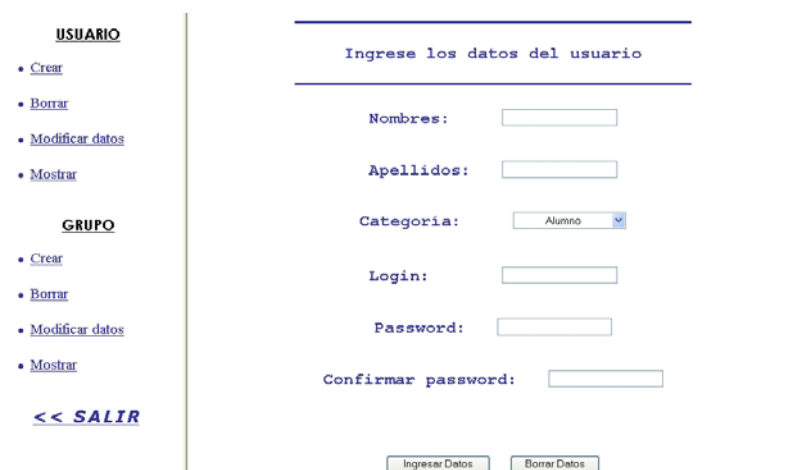 USUARIO
Crear
Borrar
Modificar datos
Mostrar
GRUPO
Crear
Borrar
Modificar datos
Mostrar
<< SALIR
Ingrese los datos del usuario
Nombres:
Apellidos:
Categoria: Alumno
Login:
Password:
Confirmar password:
Ingresar Datos Borrar Datos